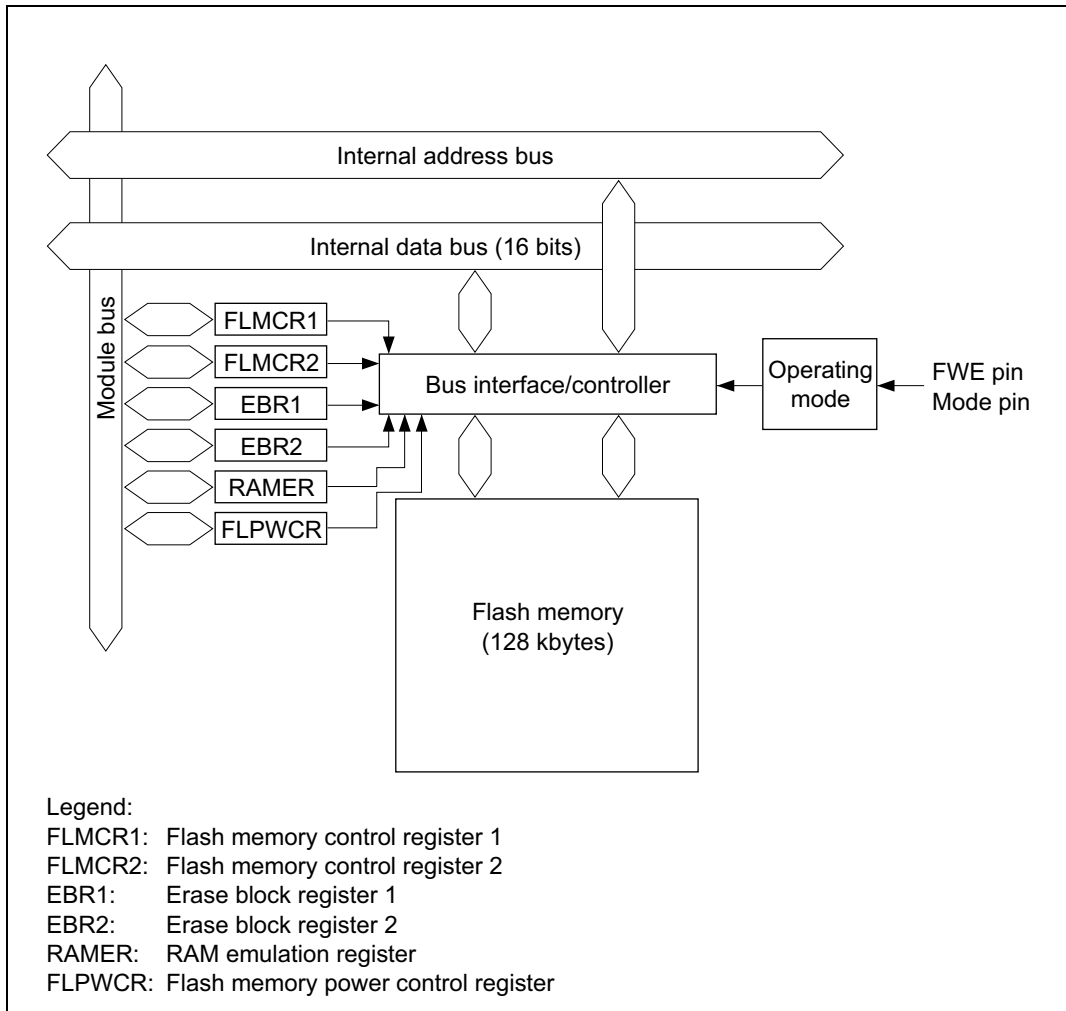 Internal address bus
Internal data bus (16 bits)
Module bus
FLMCR1
FLMCR2
EBR1
EBR2
RAMER
FLPWCR
Bus interface/controller
Operating
mode
FWE pin
Mode pin
Flash memory
(128 kbytes)
Legend:
FLMCR1: Flash memory control register 1
FLMCR2: Flash memory control register 2
EBR1: Erase block register 1
EBR2: Erase block register 2
RAMER: RAM emulation register
FLPWCR: Flash memory power control register